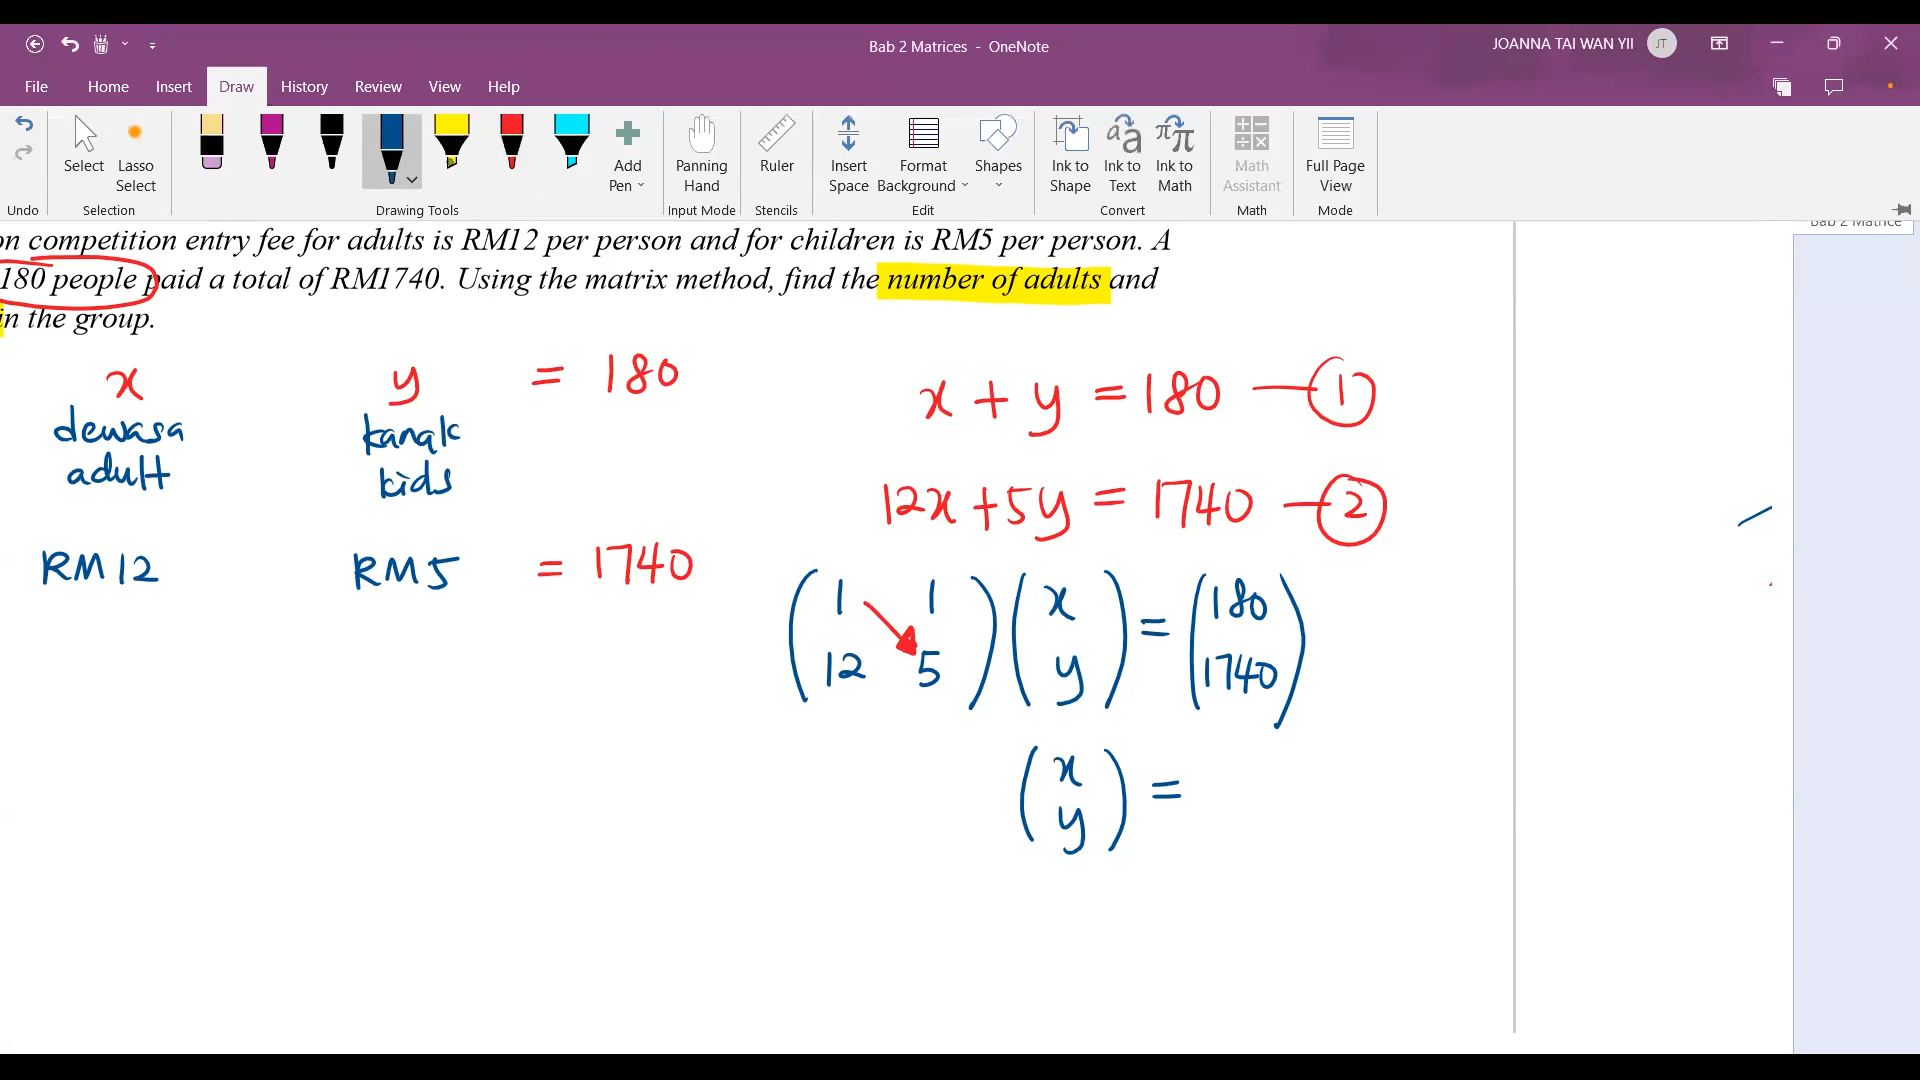 Bab 2 Matrices - OneNote
JOANNA TAI WAN YII
JT
File Home Insert Draw History Review View Help
Select
Lasso Select
Add Pen
Panning Hand
Ruler
Insert Space
Format Background
Shapes
Ink to Shape
Ink to Text
Ink to Math
Math Assistant
Full Page View
Undo Selection Drawing Tools Input Mode Stencils Edit Convert Math Mode
Bab 2 Matrice
on competition entry fee for adults is RM12 per person and for children is RM5 per person. A
180 people paid a total of RM1740. Using the matrix method, find the number of adults and
in the group.
x y = 180
dewasa kanak
adult kids
RM12 RM5 = 1740
x + y = 180 — 1
12x + 5y = 1740 — 2
(1 1
12 5) (x
y) = (180
1740)
(x
y) =